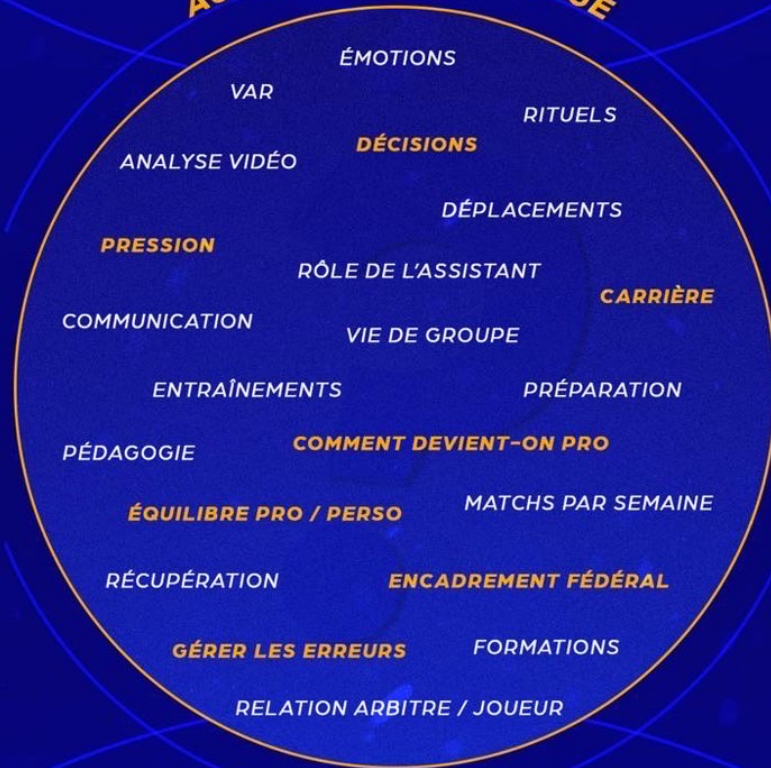 ÉMOTIONS
VAR
RITUELS
DÉCISIONS
ANALYSE VIDÉO
DÉPLACEMENTS
PRESSION
RÔLE DE L'ASSISTANT
CARRIÈRE
COMMUNICATION
VIE DE GROUPE
ENTRAÎNEMENTS
PRÉPARATION
COMMENT DEVIENT-ON PRO
PÉDAGOGIE
MATCHS PAR SEMAINE
ÉQUILIBRE PRO / PERSO
RÉCUPÉRATION
ENCADREMENT FÉDÉRAL
GÉRER LES ERREURS
FORMATIONS
RELATION ARBITRE / JOUEUR